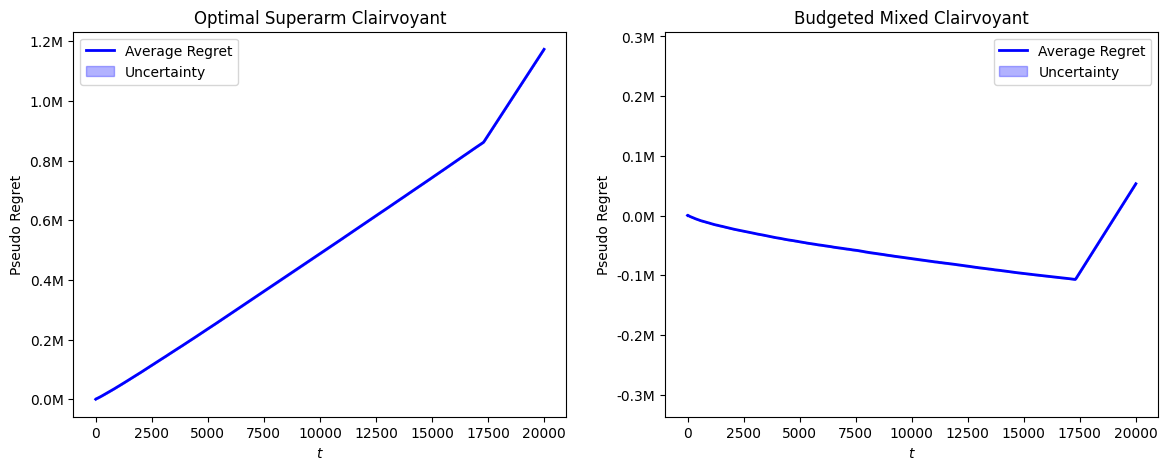 Optimal Superarm Clairvoyant
Average Regret
Uncertainty
Pseudo Regret
1.2M
1.0M
0.8M
0.6M
0.4M
0.2M
0.0M
0 2500 5000 7500 10000 12500 15000 17500 20000
t
Budgeted Mixed Clairvoyant
Average Regret
Uncertainty
Pseudo Regret
0.3M
0.2M
0.1M
0.0M
-0.1M
-0.2M
-0.3M
0 2500 5000 7500 10000 12500 15000 17500 20000
t